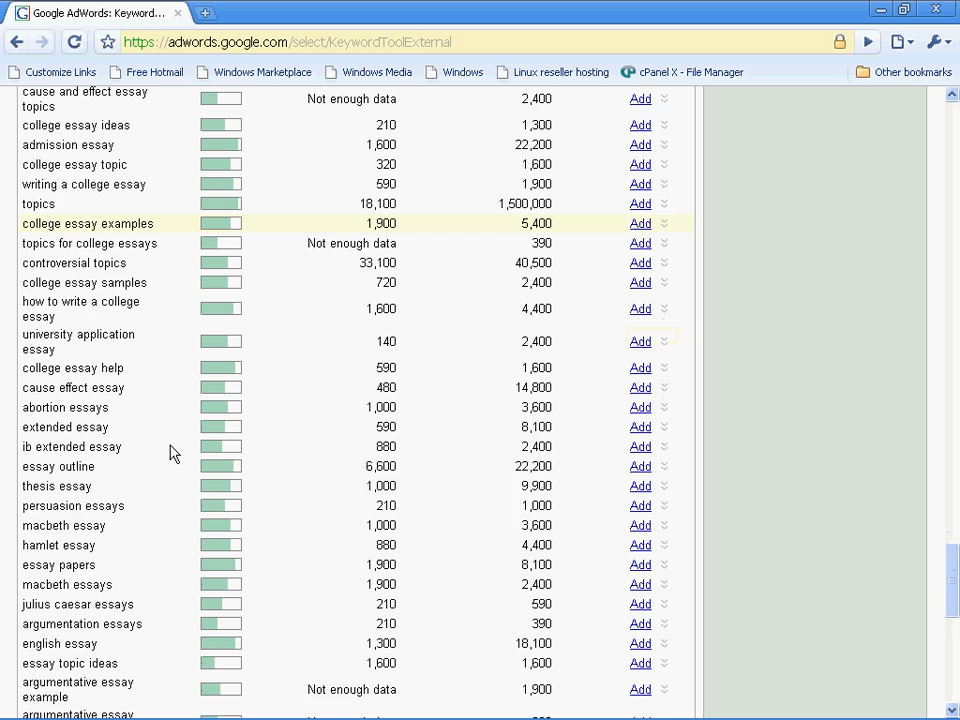 Google AdWords: Keyword...
https://adwords.google.com/select/KeywordToolExternal
Customize Links Free Hotmail Windows Marketplace Windows Media Windows Linux reseller hosting cPanel X - File Manager Other bookmarks
cause and effect essay
topics Not enough data 2,400 Add
college essay ideas 210 1,300 Add
admission essay 1,600 22,200 Add
college essay topic 320 1,600 Add
writing a college essay 590 1,900 Add
topics 18,100 1,500,000 Add
college essay examples 1,900 5,400 Add
topics for college essays Not enough data 390 Add
controversial topics 33,100 40,500 Add
college essay samples 720 2,400 Add
how to write a college
essay 1,600 4,400 Add
university application
essay 140 2,400 Add
college essay help 590 1,600 Add
cause effect essay 480 14,800 Add
abortion essays 1,000 3,600 Add
extended essay 590 8,100 Add
ib extended essay 880 2,400 Add
essay outline 6,600 22,200 Add
thesis essay 1,000 9,900 Add
persuasion essays 210 1,000 Add
macbeth essay 1,000 3,600 Add
hamlet essay 880 4,400 Add
essay papers 1,900 8,100 Add
macbeth essays 1,900 2,400 Add
julius caesar essays 210 590 Add
argumentation essays 210 390 Add
english essay 1,300 18,100 Add
essay topic ideas 1,600 1,600 Add
argumentative essay
example Not enough data 1,900 Add
argumentative essay